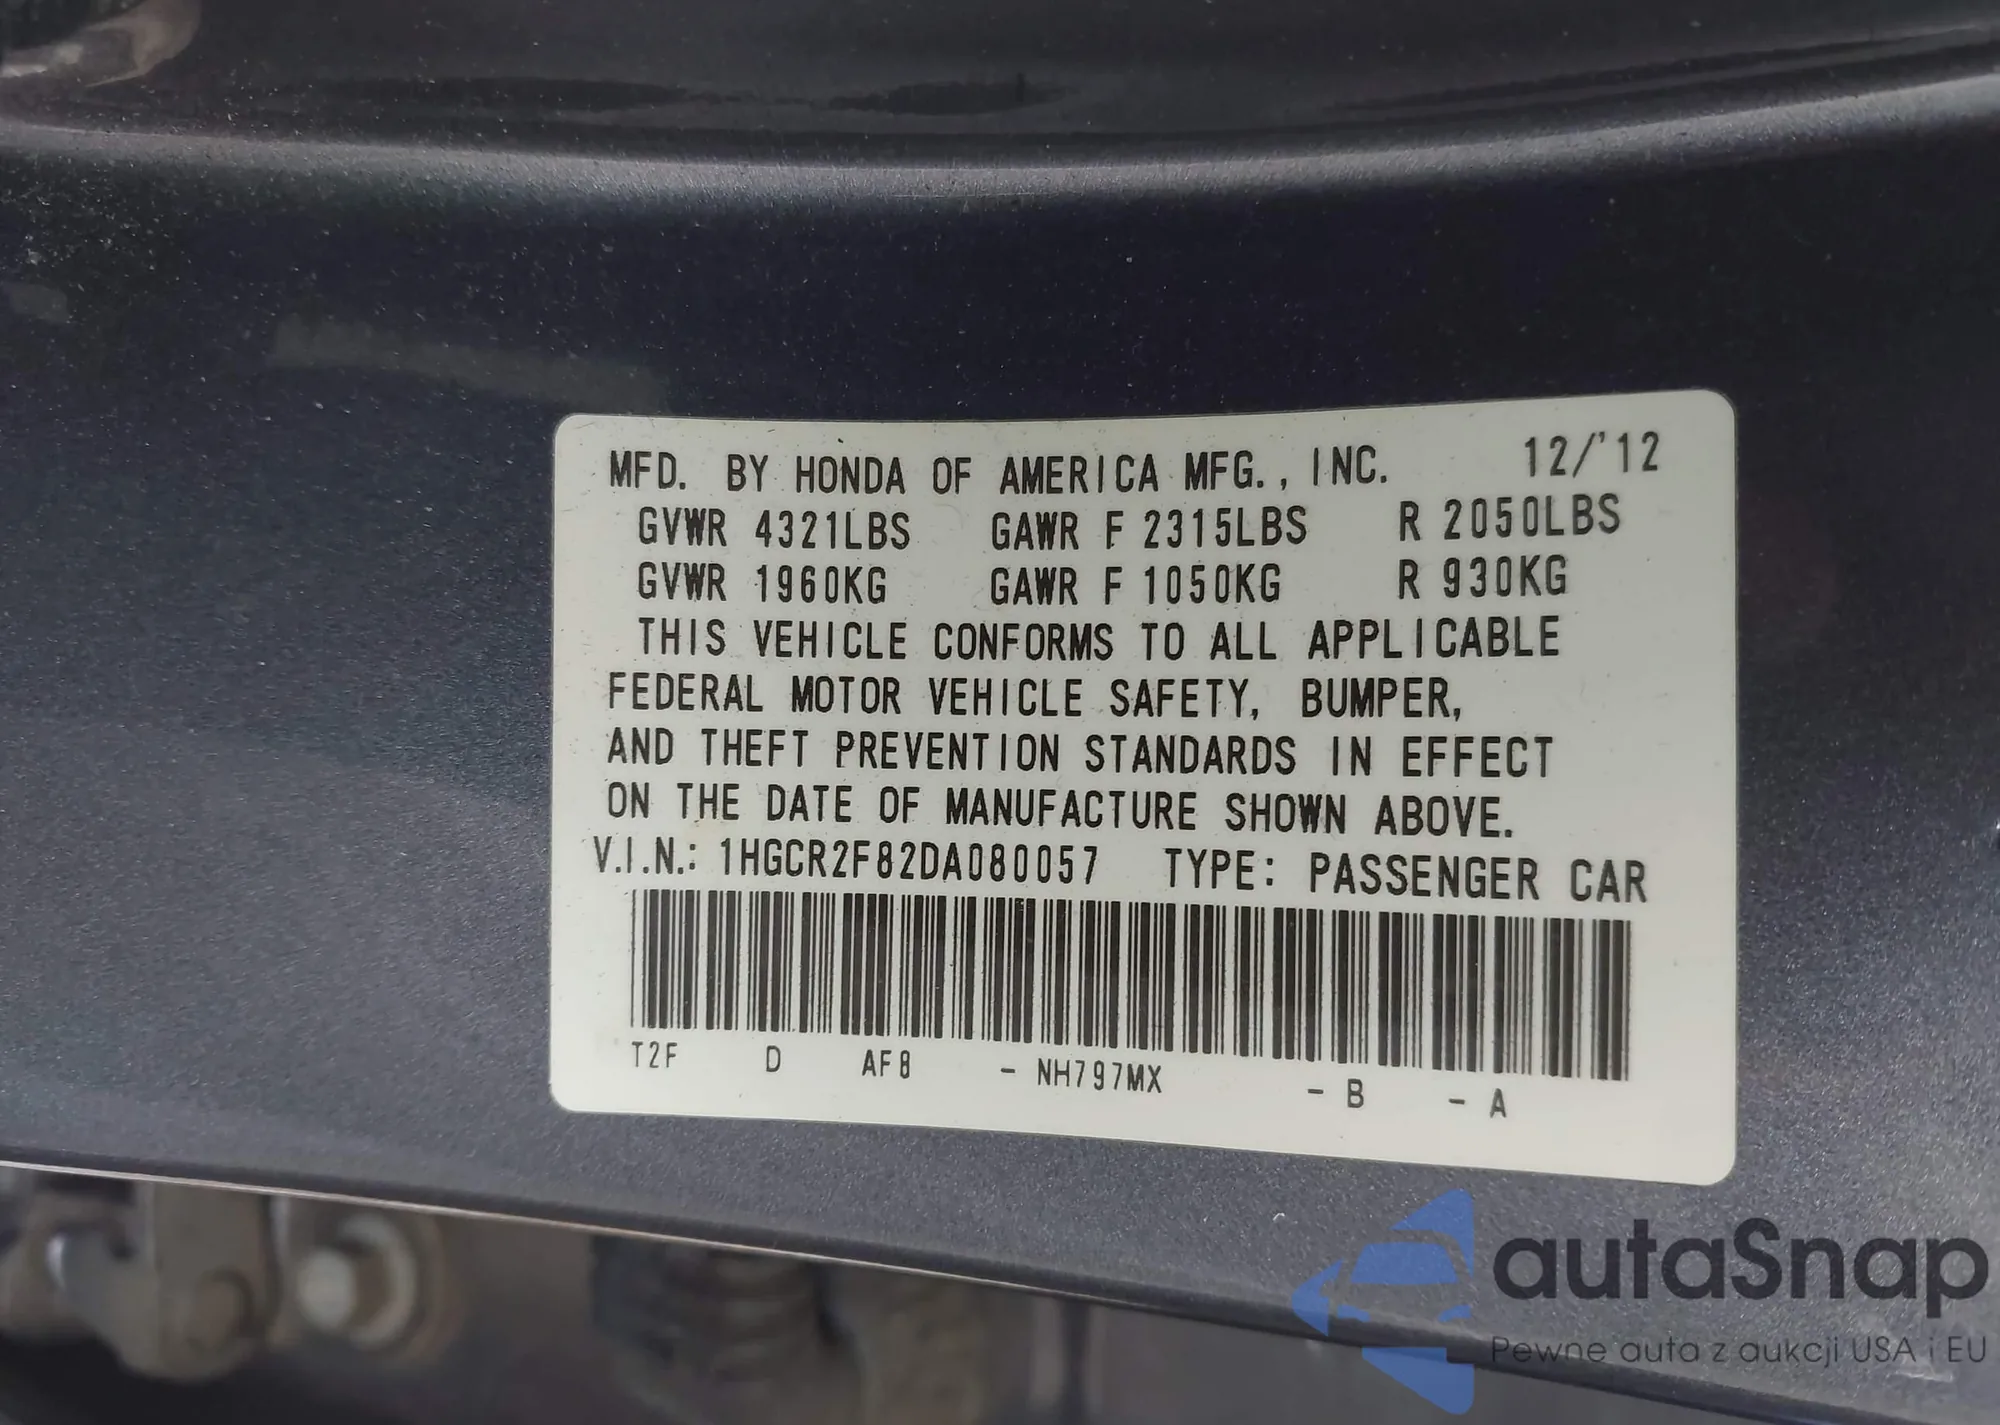 MFD. BY HONDA OF AMERICA MFG., INC. 12/'12
GVWR 4321LBS GAWR F 2315LBS R 2050LBS
GVWR 1960KG GAWR F 1050KG R 930KG
THIS VEHICLE CONFORMS TO ALL APPLICABLE
FEDERAL MOTOR VEHICLE SAFETY, BUMPER,
AND THEFT PREVENTION STANDARDS IN EFFECT
ON THE DATE OF MANUFACTURE SHOWN ABOVE.
V.I.N.: 1HGCR2F82DA080057 TYPE: PASSENGER CAR
T2F D AF8 - NH797MX - B - A
autaSnap
Pewne auta z aukcji USA i EU